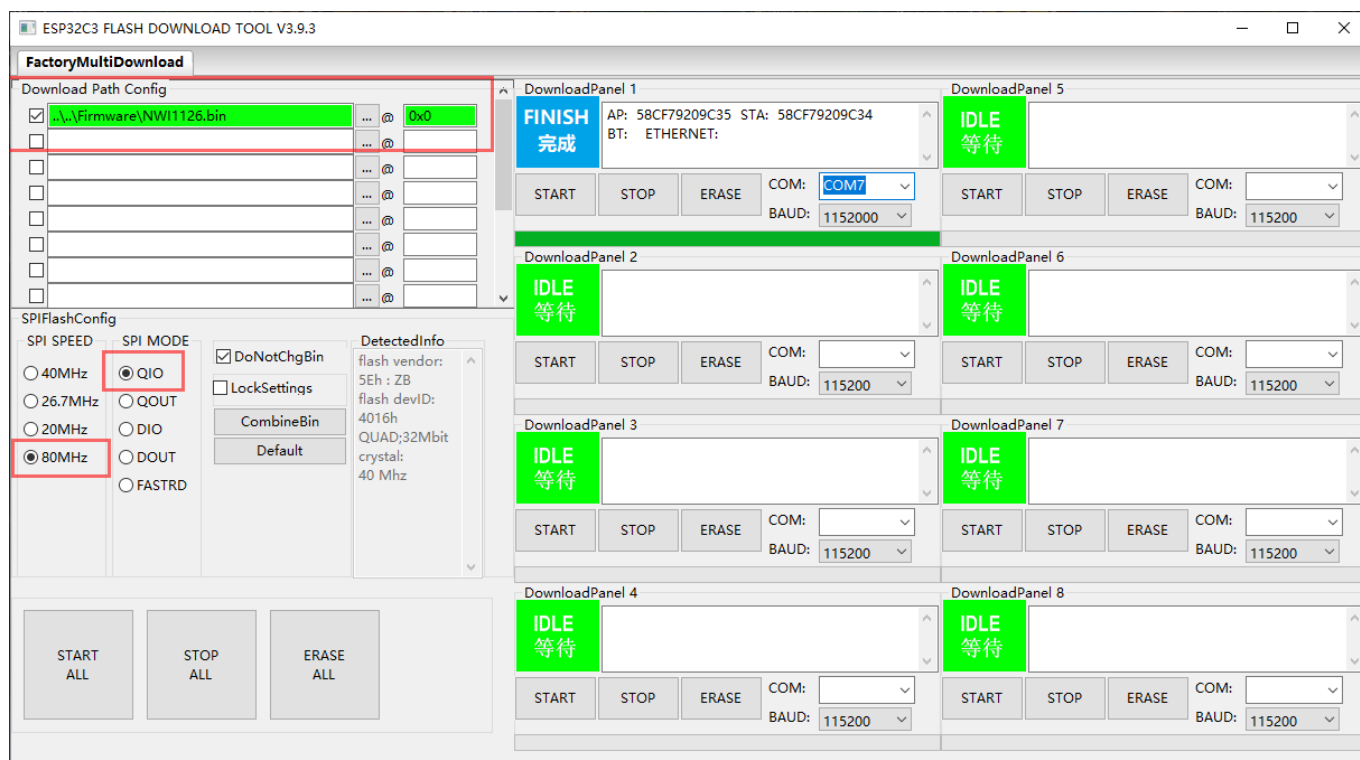 ESP32C3 FLASH DOWNLOAD TOOL V3.9.3
FactoryMultiDownload
Download Path Config
..\..\Firmware\NWI1126.bin ... @ 0x0
... @
... @
... @
... @
... @
... @
... @
SPIFlashConfig
SPI SPEED
40MHz
26.7MHz
20MHz
80MHz
SPI MODE
QIO
QOUT
DIO
DOUT
FASTRD
DoNotChgBin
LockSettings
CombineBin
Default
DetectedInfo
flash vendor:
5Eh : ZB
flash devID:
4016h
QUAD;32Mbit
crystal:
40 Mhz
START
ALL
STOP
ALL
ERASE
ALL
DownloadPanel 1
FINISH
完成
AP: 58CF79209C35 STA: 58CF79209C34
BT: ETHERNET:
START STOP ERASE COM: COM7
BAUD: 1152000
DownloadPanel 2
IDLE
等待
START STOP ERASE COM:
BAUD: 115200
DownloadPanel 3
IDLE
等待
START STOP ERASE COM:
BAUD: 115200
DownloadPanel 4
IDLE
等待
START STOP ERASE COM:
BAUD: 115200
DownloadPanel 5
IDLE
等待
START STOP ERASE COM:
BAUD: 115200
DownloadPanel 6
IDLE
等待
START STOP ERASE COM:
BAUD: 115200
DownloadPanel 7
IDLE
等待
START STOP ERASE COM:
BAUD: 115200
DownloadPanel 8
IDLE
等待
START STOP ERASE COM:
BAUD: 115200